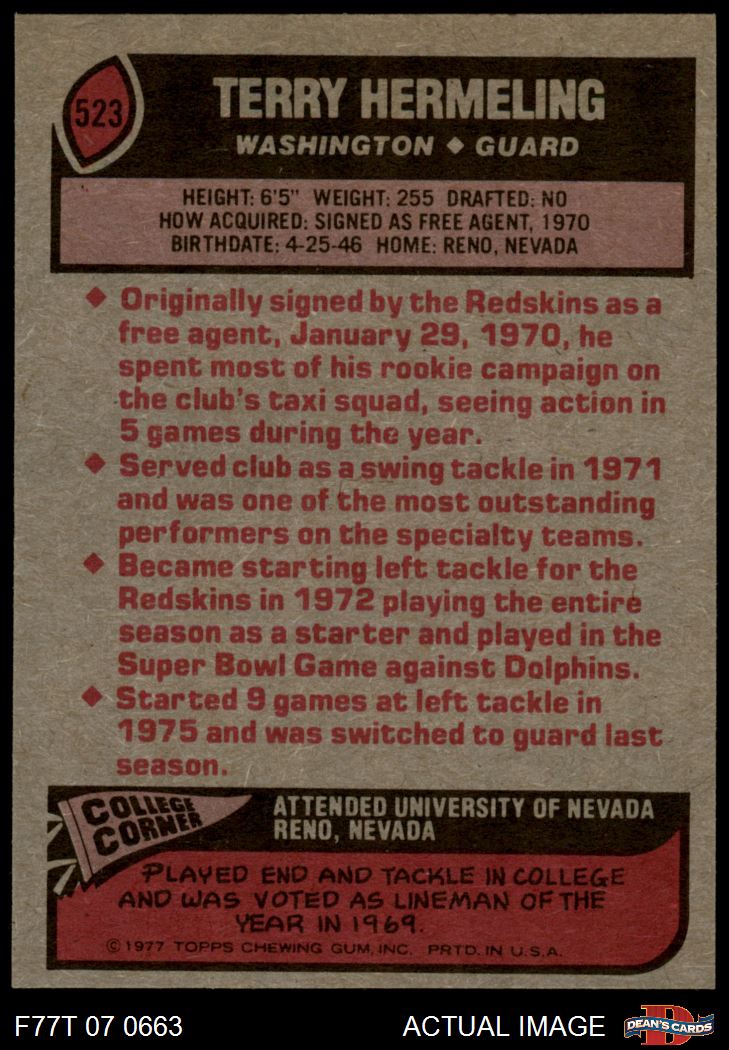 523
TERRY HERMELING
WASHINGTON ◆ GUARD
HEIGHT: 6'5" WEIGHT: 255 DRAFTED: NO
HOW ACQUIRED: SIGNED AS FREE AGENT, 1970
BIRTHDATE: 4-25-46 HOME: RENO, NEVADA
◆ Originally signed by the Redskins as a
free agent, January 29, 1970, he
spent most of his rookie campaign on
the club's taxi squad, seeing action in
5 games during the year.
◆ Served club as a swing tackle in 1971
and was one of the most outstanding
performers on the specialty teams.
◆ Became starting left tackle for the
Redskins in 1972 playing the entire
season as a starter and played in the
Super Bowl Game against Dolphins.
◆ Started 9 games at left tackle in
1975 and was switched to guard last
season.
COLLEGE
CORNER
ATTENDED UNIVERSITY OF NEVADA
RENO, NEVADA
PLAYED END AND TACKLE IN COLLEGE
AND WAS VOTED AS LINEMAN OF THE
YEAR IN 1969.
© 1977 TOPPS CHEWING GUM, INC. PRTD. IN U.S.A.
F77T 07 0663
ACTUAL IMAGE
D
DEAN'S CARDS